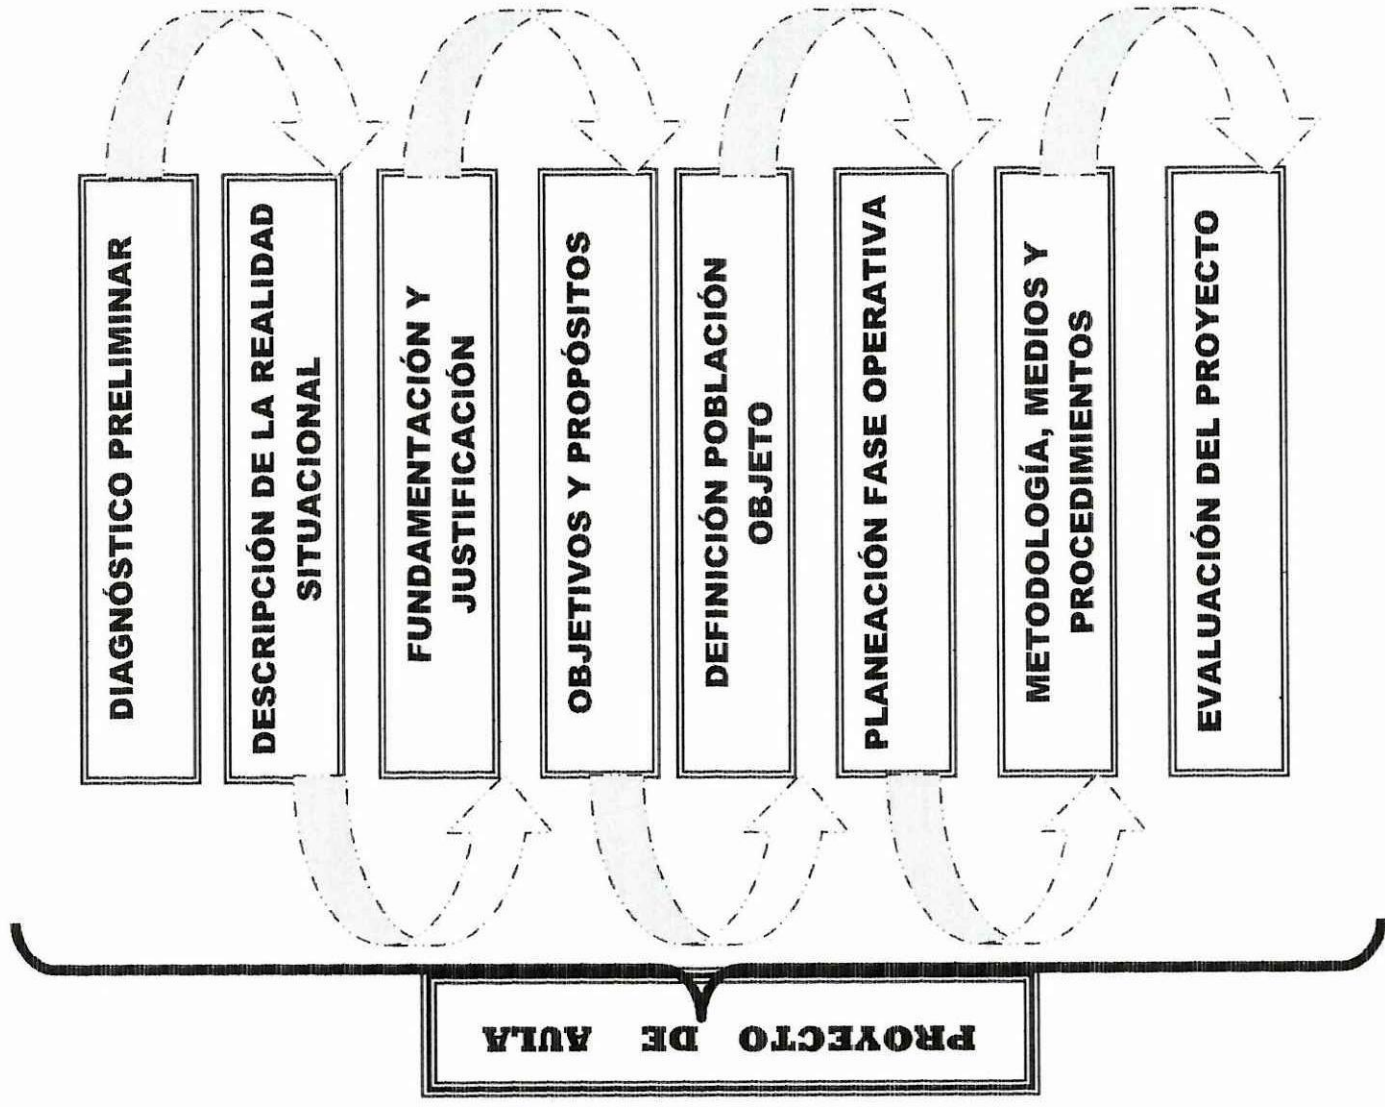 PROYECTO DE AULA
DIAGNÓSTICO PRELIMINAR
DESCRIPCIÓN DE LA REALIDAD
SITUACIONAL
FUNDAMENTACIÓN Y
JUSTIFICACIÓN
OBJETIVOS Y PROPÓSITOS
DEFINICIÓN POBLACIÓN
OBJETO
PLANEACIÓN FASE OPERATIVA
METODOLOGÍA, MEDIOS Y
PROCEDIMIENTOS
EVALUACIÓN DEL PROYECTO